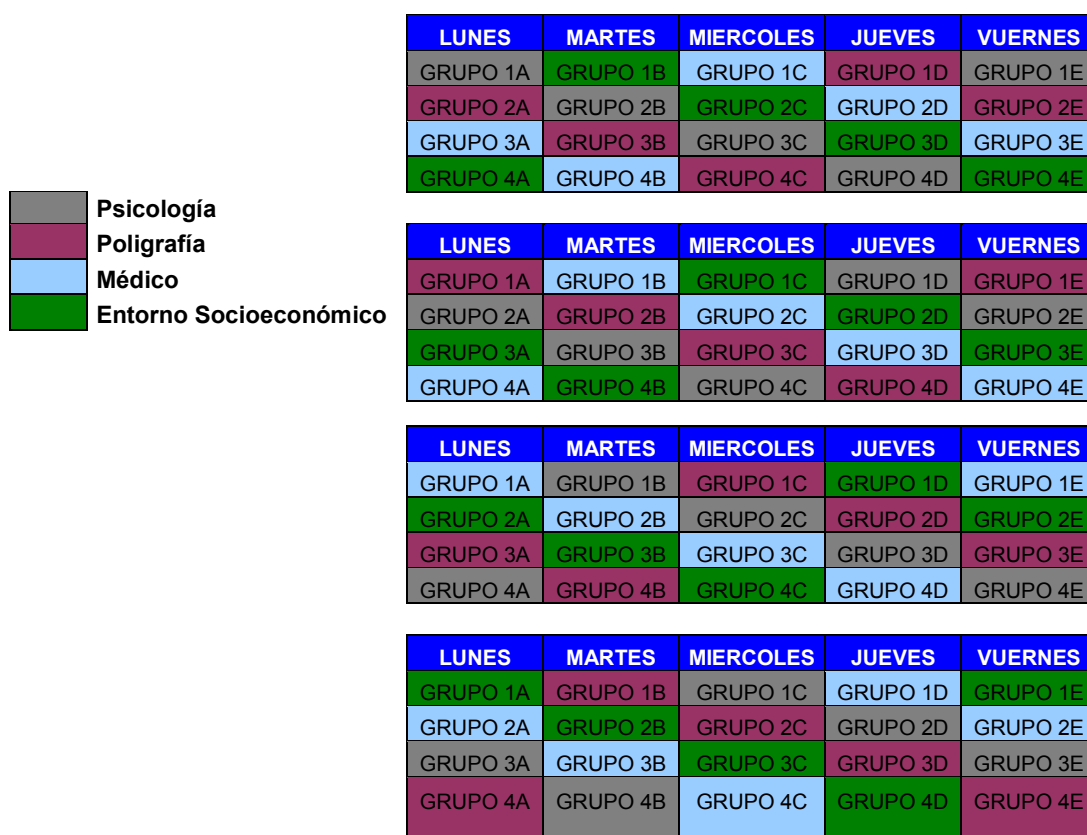 LUNES MARTES MIERCOLES JUEVES VUERNES
GRUPO 1A GRUPO 1B GRUPO 1C GRUPO 1D GRUPO 1E
GRUPO 2A GRUPO 2B GRUPO 2C GRUPO 2D GRUPO 2E
GRUPO 3A GRUPO 3B GRUPO 3C GRUPO 3D GRUPO 3E
GRUPO 4A GRUPO 4B GRUPO 4C GRUPO 4D GRUPO 4E
Psicología
Poligrafía
Médico
Entorno Socioeconómico
LUNES MARTES MIERCOLES JUEVES VUERNES
GRUPO 1A GRUPO 1B GRUPO 1C GRUPO 1D GRUPO 1E
GRUPO 2A GRUPO 2B GRUPO 2C GRUPO 2D GRUPO 2E
GRUPO 3A GRUPO 3B GRUPO 3C GRUPO 3D GRUPO 3E
GRUPO 4A GRUPO 4B GRUPO 4C GRUPO 4D GRUPO 4E
LUNES MARTES MIERCOLES JUEVES VUERNES
GRUPO 1A GRUPO 1B GRUPO 1C GRUPO 1D GRUPO 1E
GRUPO 2A GRUPO 2B GRUPO 2C GRUPO 2D GRUPO 2E
GRUPO 3A GRUPO 3B GRUPO 3C GRUPO 3D GRUPO 3E
GRUPO 4A GRUPO 4B GRUPO 4C GRUPO 4D GRUPO 4E
LUNES MARTES MIERCOLES JUEVES VUERNES
GRUPO 1A GRUPO 1B GRUPO 1C GRUPO 1D GRUPO 1E
GRUPO 2A GRUPO 2B GRUPO 2C GRUPO 2D GRUPO 2E
GRUPO 3A GRUPO 3B GRUPO 3C GRUPO 3D GRUPO 3E
GRUPO 4A GRUPO 4B GRUPO 4C GRUPO 4D GRUPO 4E